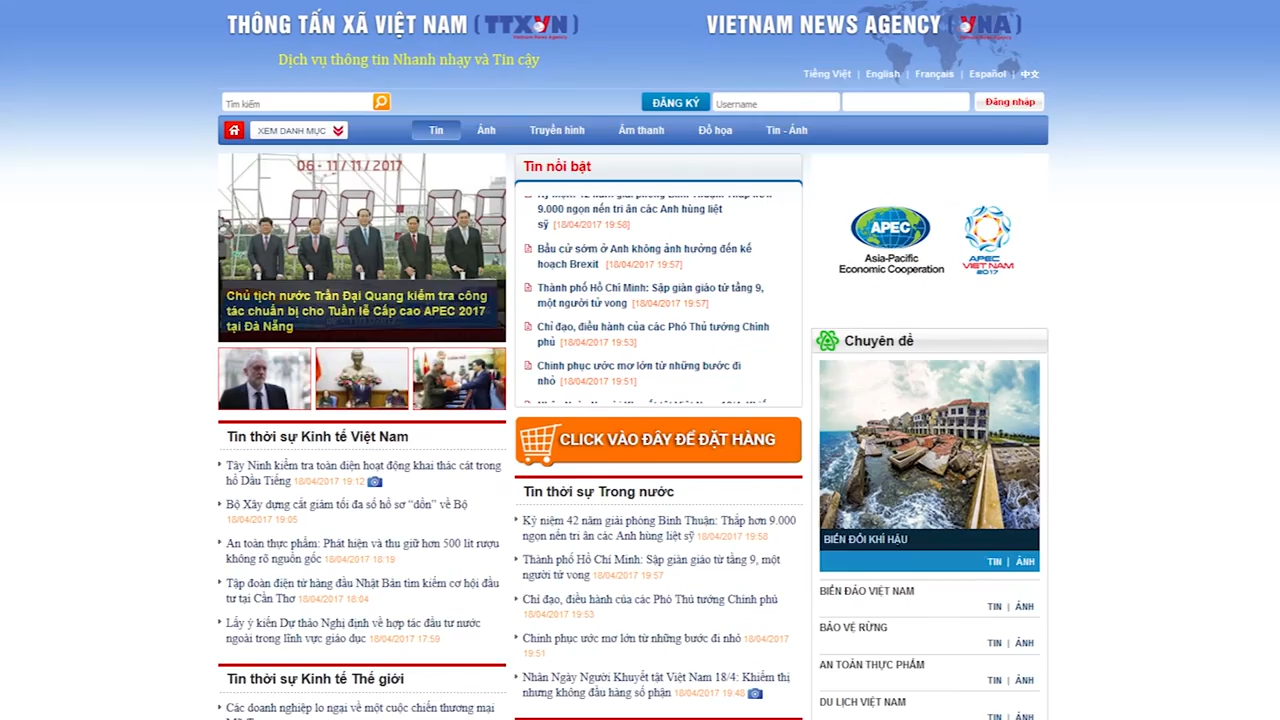 THÔNG TẤN XÃ VIỆT NAM (TTXVN)
Vietnam News Agency
VIETNAM NEWS AGENCY (VNA)
Vietnam News Agency
Dịch vụ thông tin Nhanh nhạy và Tin cậy
Tiếng Việt | English | Français | Español | 中文
Tìm kiếm
ĐĂNG KÝ
Username
Đăng nhập
XEM DANH MỤC
Tin
Ảnh
Truyền hình
Âm thanh
Đồ họa
Tin - Ảnh
06 - 11 / 11 / 2017
Chủ tịch nước Trần Đại Quang kiểm tra công
tác chuẩn bị cho Tuần lễ Cấp cao APEC 2017
tại Đà Nẵng
Tin thời sự Kinh tế Việt Nam
Tây Ninh kiểm tra toàn diện hoạt động khai thác cát trong
hồ Dầu Tiếng 18/04/2017 19:12
Bộ Xây dựng cắt giảm tối đa số hồ sơ “dồn” về Bộ
18/04/2017 19:05
An toàn thực phẩm: Phát hiện và thu giữ hơn 500 lít rượu
không rõ nguồn gốc 18/04/2017 18:19
Tập đoàn điện tử hàng đầu Nhật Bản tìm kiếm cơ hội đầu
tư tại Cần Thơ 18/04/2017 18:04
Lấy ý kiến Dự thảo Nghị định về hợp tác đầu tư nước
ngoài trong lĩnh vực giáo dục 18/04/2017 17:59
Tin thời sự Kinh tế Thế giới
Các doanh nghiệp lo ngại về một cuộc chiến thương mại
Tin nổi bật
Kỷ niệm 42 năm giải phóng Bình Thuận: Thắp hơn
9.000 ngọn nến tri ân các Anh hùng liệt
sỹ [18/04/2017 19:58]
Bầu cử sớm ở Anh không ảnh hưởng đến kế
hoạch Brexit [18/04/2017 19:57]
Thành phố Hồ Chí Minh: Sập giàn giáo từ tầng 9,
một người tử vong [18/04/2017 19:57]
Chỉ đạo, điều hành của các Phó Thủ tướng Chính
phủ [18/04/2017 19:53]
Chinh phục ước mơ lớn từ những bước đi
nhỏ [18/04/2017 19:51]
CLICK VÀO ĐÂY ĐỂ ĐẶT HÀNG
Tin thời sự Trong nước
Kỷ niệm 42 năm giải phóng Bình Thuận: Thắp hơn 9.000
ngọn nến tri ân các Anh hùng liệt sỹ 18/04/2017 19:58
Thành phố Hồ Chí Minh: Sập giàn giáo từ tầng 9, một
người tử vong 18/04/2017 19:57
Chỉ đạo, điều hành của các Phó Thủ tướng Chính phủ
18/04/2017 19:53
Chinh phục ước mơ lớn từ những bước đi nhỏ 18/04/2017
19:51
Nhân Ngày Người Khuyết tật Việt Nam 18/4: Khiếm thị
nhưng không đầu hàng số phận 18/04/2017 19:48
APEC
Asia-Pacific
Economic Cooperation
APEC
VIET NAM
2017
Chuyên đề
BIẾN ĐỔI KHÍ HẬU
TIN | ẢNH
BIỂN ĐẢO VIỆT NAM
TIN | ẢNH
BẢO VỆ RỪNG
TIN | ẢNH
AN TOÀN THỰC PHẨM
TIN | ẢNH
DU LỊCH VIỆT NAM
TIN | ẢNH